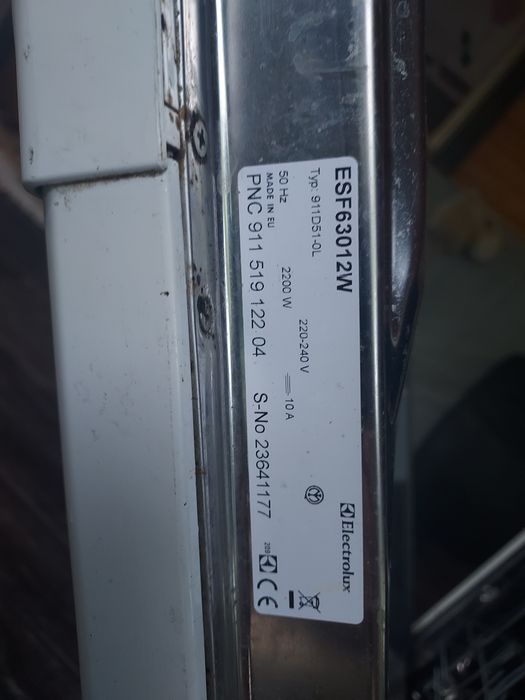 ESF63012W
Electrolux
Typ: 911D51-0L
220-240 V
50 Hz 2200 W 10 A
MADE IN EU
PNC 911 519 122 04 S-No 23641177
CE